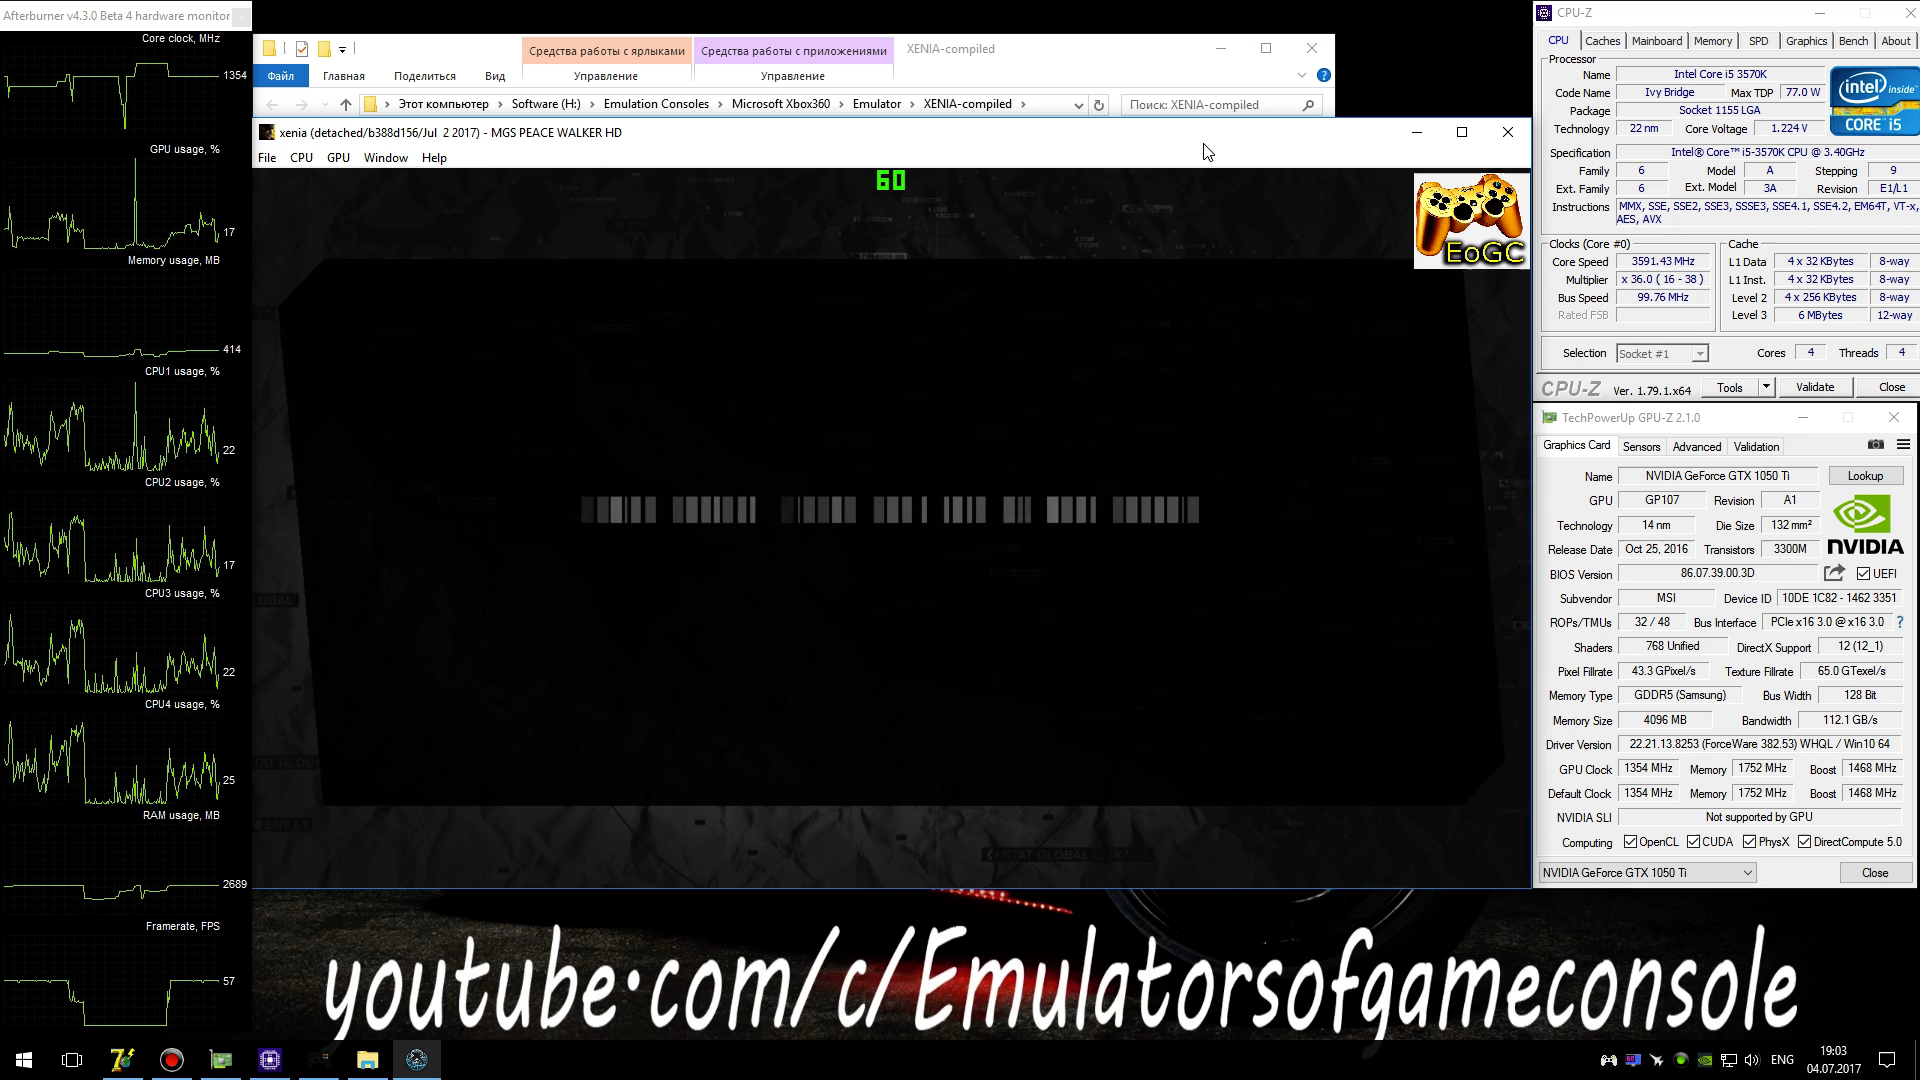 Afterburner v4.3.0 Beta 4 hardware monitor
Core clock, MHz
1354
GPU usage, %
17
Memory usage, MB
414
CPU1 usage, %
22
CPU2 usage, %
17
CPU3 usage, %
22
CPU4 usage, %
25
RAM usage, MB
2689
Framerate, FPS
57
Средства работы с ярлыками Средства работы с приложениями XENIA-compiled
Файл Главная Поделиться Вид Управление Управление
Этот компьютер Software (H:) Emulation Consoles Microsoft Xbox360 Emulator XENIA-compiled Поиск: XENIA-compiled
xenia (detached/b388d156/Jul 2 2017) - MGS PEACE WALKER HD
File CPU GPU Window Help
60
EoGC
STAT GLOBAL
CPU-Z
CPU Caches Mainboard Memory SPD Graphics Bench About
Processor
Name Intel Core i5 3570K
Code Name Ivy Bridge Max TDP 77.0 W
Package Socket 1155 LGA
Technology 22 nm Core Voltage 1.224 V
intel inside
CORE i5
Specification Intel® Core™ i5-3570K CPU @ 3.40GHz
Family 6 Model A Stepping 9
Ext. Family 6 Ext. Model 3A Revision E1/L1
Instructions MMX, SSE, SSE2, SSE3, SSSE3, SSE4.1, SSE4.2, EM64T, VT-x,
AES, AVX
Clocks (Core #0) Cache
Core Speed 3591.43 MHz L1 Data 4 x 32 KBytes 8-way
Multiplier x 36.0 ( 16 - 38 ) L1 Inst. 4 x 32 KBytes 8-way
Bus Speed 99.76 MHz Level 2 4 x 256 KBytes 8-way
Rated FSB Level 3 6 MBytes 12-way
Selection Socket #1 Cores 4 Threads 4
CPU-Z Ver. 1.79.1.x64 Tools Validate Close
TechPowerUp GPU-Z 2.1.0
Graphics Card Sensors Advanced Validation
Name NVIDIA GeForce GTX 1050 Ti Lookup
GPU GP107 Revision A1
Technology 14 nm Die Size 132 mm²
Release Date Oct 25, 2016 Transistors 3300M
NVIDIA
BIOS Version 86.07.39.00.3D UEFI
Subvendor MSI Device ID 10DE 1C82 - 1462 3351
ROPs/TMUs 32 / 48 Bus Interface PCIe x16 3.0 @ x16 3.0 ?
Shaders 768 Unified DirectX Support 12 (12_1)
Pixel Fillrate 43.3 GPixel/s Texture Fillrate 65.0 GTexel/s
Memory Type GDDR5 (Samsung) Bus Width 128 Bit
Memory Size 4096 MB Bandwidth 112.1 GB/s
Driver Version 22.21.13.8253 (ForceWare 382.53) WHQL / Win10 64
GPU Clock 1354 MHz Memory 1752 MHz Boost 1468 MHz
Default Clock 1354 MHz Memory 1752 MHz Boost 1468 MHz
NVIDIA SLI Not supported by GPU
Computing OpenCL CUDA PhysX DirectCompute 5.0
NVIDIA GeForce GTX 1050 Ti Close
youtube.com/c/Emulatorsofgameconsole
ENG 19:03
04.07.2017